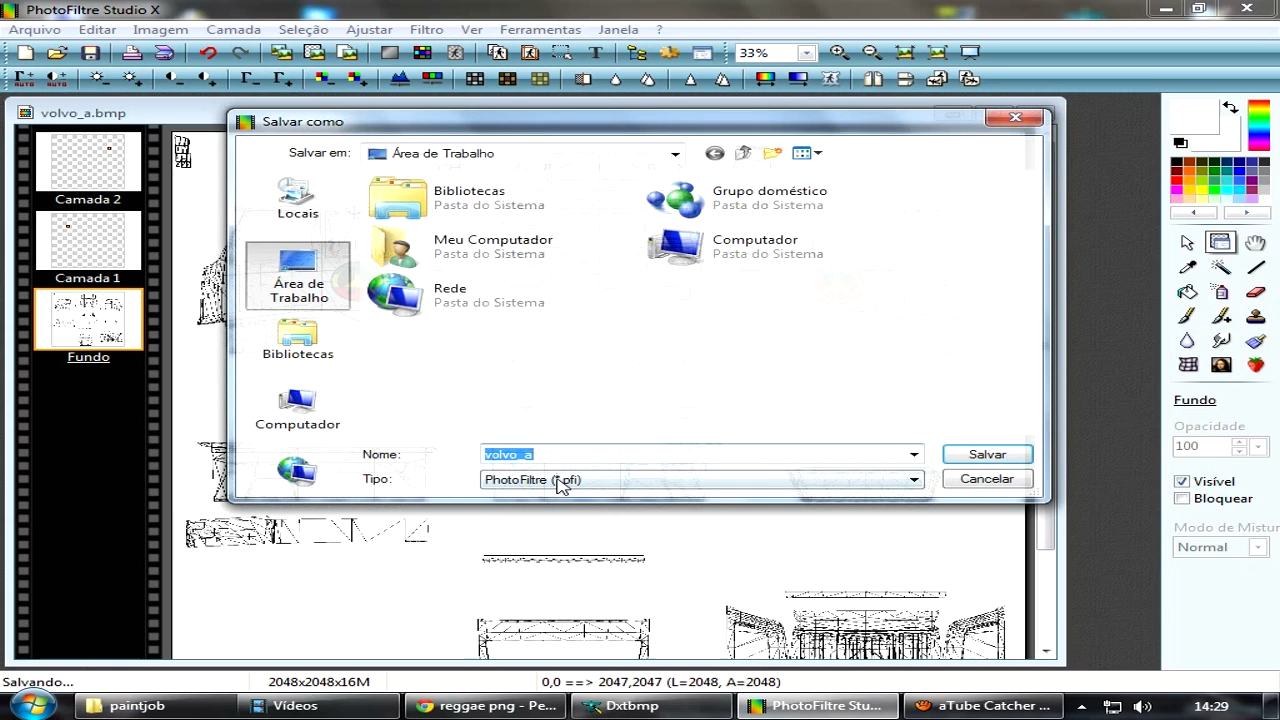 PhotoFiltre Studio X
Arquivo Editar Imagem Camada Seleção Ajustar Filtro Ver Ferramentas Janela ?
33%
AUTO AUTO
volvo_a.bmp
Camada 2
Camada 1
Fundo
Salvar como
Salvar em: Área de Trabalho
Locais
Área de
Trabalho
Bibliotecas
Computador
Bibliotecas
Pasta do Sistema
Grupo doméstico
Pasta do Sistema
Meu Computador
Pasta do Sistema
Computador
Pasta do Sistema
Rede
Pasta do Sistema
Nome: volvo_a Salvar
Tipo: PhotoFiltre (*.pfi) Cancelar
Fundo
Opacidade
100
Visível
Bloquear
Modo de Mistur
Normal
Salvando... 2048x2048x16M 0,0 ==> 2047,2047 (L=2048, A=2048)
paintjob Vídeos reggae png - Pe... Dxtbmp PhotoFiltre Stu... aTube Catcher ... 14:29